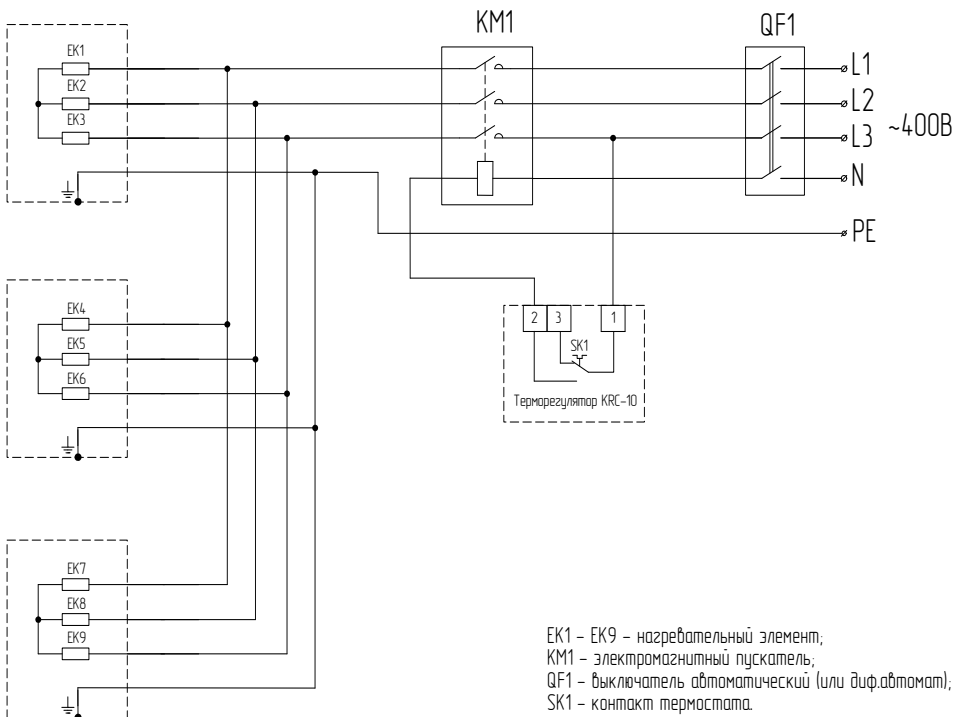 KM1
QF1
EK1
EK2
EK3
L1
L2
L3
~400В
N
PE
EK4
EK5
EK6
2 3 1
SK1
Терморегулятор KRC-10
EK7
EK8
EK9
EK1 - EK9 - нагревательный элемент;
KM1 - электромагнитный пускатель;
QF1 - выключатель автоматический (или диф.автомат);
SK1 - контакт термостата.